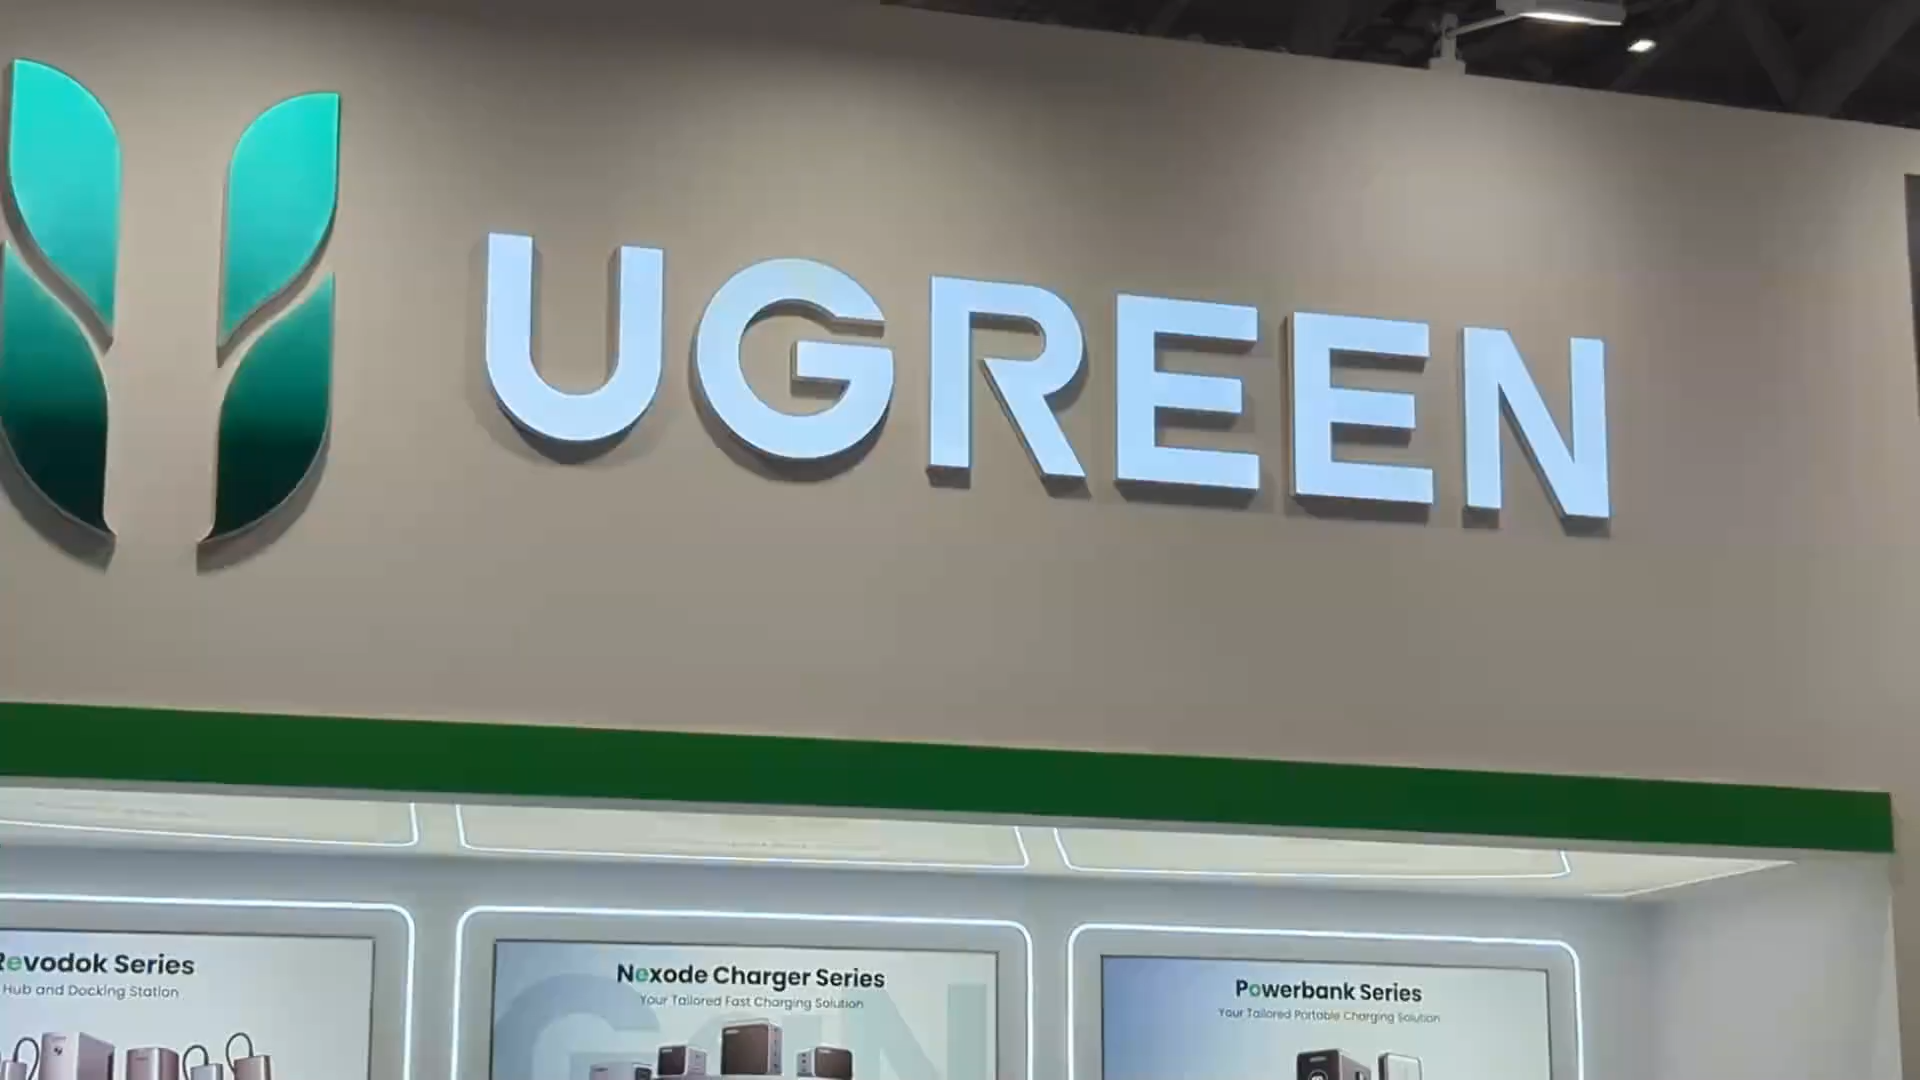 UGREEN
Revodok Series
Hub and Docking Station
Nexode Charger Series
Your Tailored Fast Charging Solution
Powerbank Series
Your Tailored Portable Charging Solution